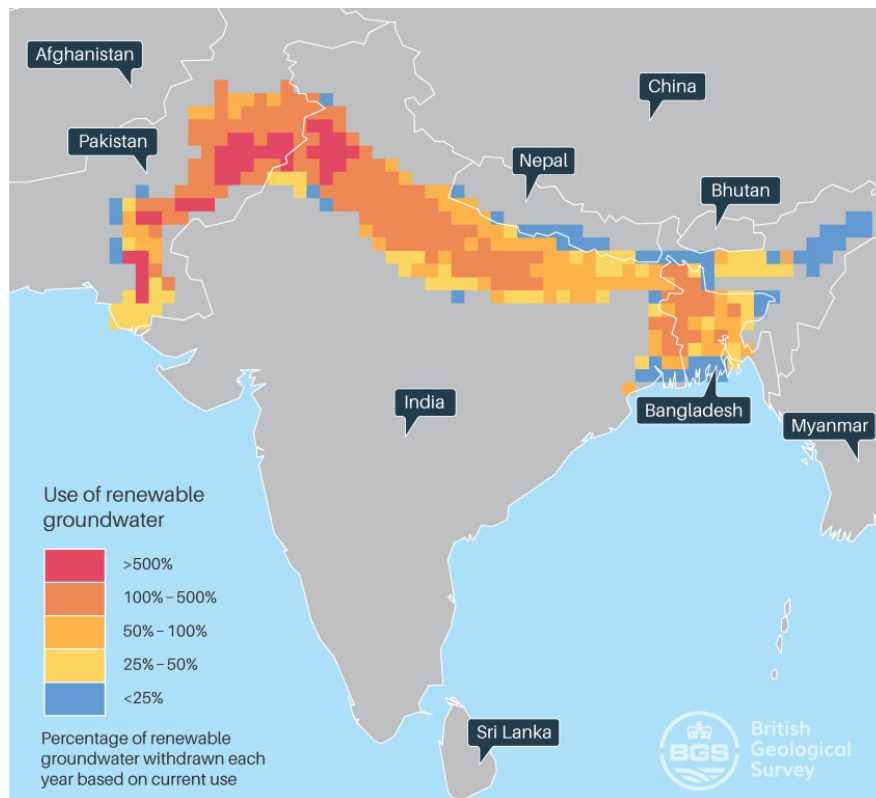 Afghanistan
China
Pakistan
Nepal
Bhutan
India
Bangladesh
Myanmar
Use of renewable
groundwater
>500%
100% – 500%
50% – 100%
25% – 50%
<25%
Percentage of renewable
groundwater withdrawn each
year based on current use
Sri Lanka
BGS
British
Geological
Survey